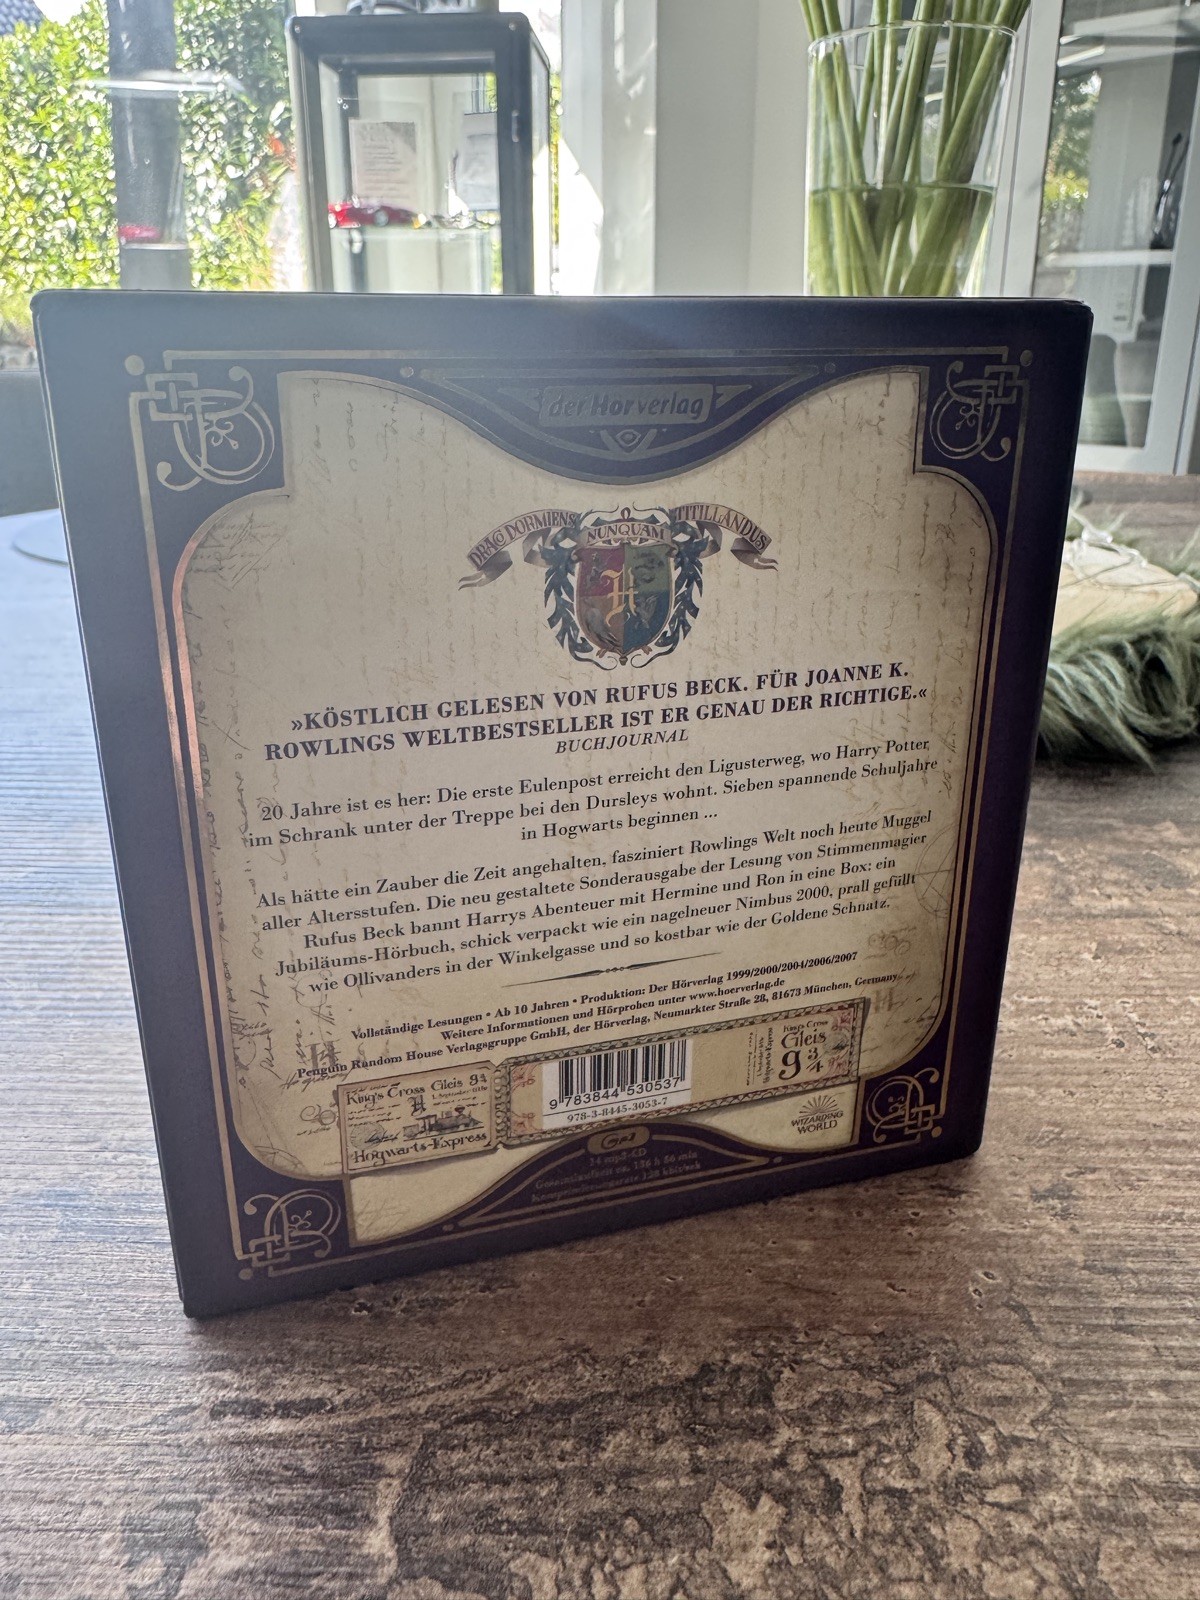 der Hörverlag
DRACO DORMIENS NUNQUAM TITILLANDUS
H
»KÖSTLICH GELESEN VON RUFUS BECK. FÜR JOANNE K.
ROWLINGS WELTBESTSELLER IST ER GENAU DER RICHTIGE.«
BUCHJOURNAL
20 Jahre ist es her: Die erste Eulenpost erreicht den Ligusterweg, wo Harry Potter
im Schrank unter der Treppe bei den Dursleys wohnt. Sieben spannende Schuljahre
in Hogwarts beginnen ...
Als hätte ein Zauber die Zeit angehalten, fasziniert Rowlings Welt noch heute Muggel
aller Altersstufen. Die neu gestaltete Sonderausgabe der Lesung von Stimmenmagier
Rufus Beck bannt Harrys Abenteuer mit Hermine und Ron in eine Box: ein
Jubiläums-Hörbuch, schick verpackt wie ein nagelneuer Nimbus 2000, prall gefüllt
wie Ollivanders in der Winkelgasse und so kostbar wie der Goldene Schnatz.
Vollständige Lesungen • Ab 10 Jahren • Produktion: Der Hörverlag 1999/2000/2004/2006/2007
Weitere Informationen und Hörproben unter www.hoerverlag.de
Penguin Random House Verlagsgruppe GmbH, der Hörverlag, Neumarkter Straße 28, 81673 München, Germany
King's Cross Gleis 9¾
Hogwarts-Express
9 783844 530537
978-3-8445-3053-7
King's Cross
Gleis
9 3/4
WIZARDING
WORLD
14 mp3-CD